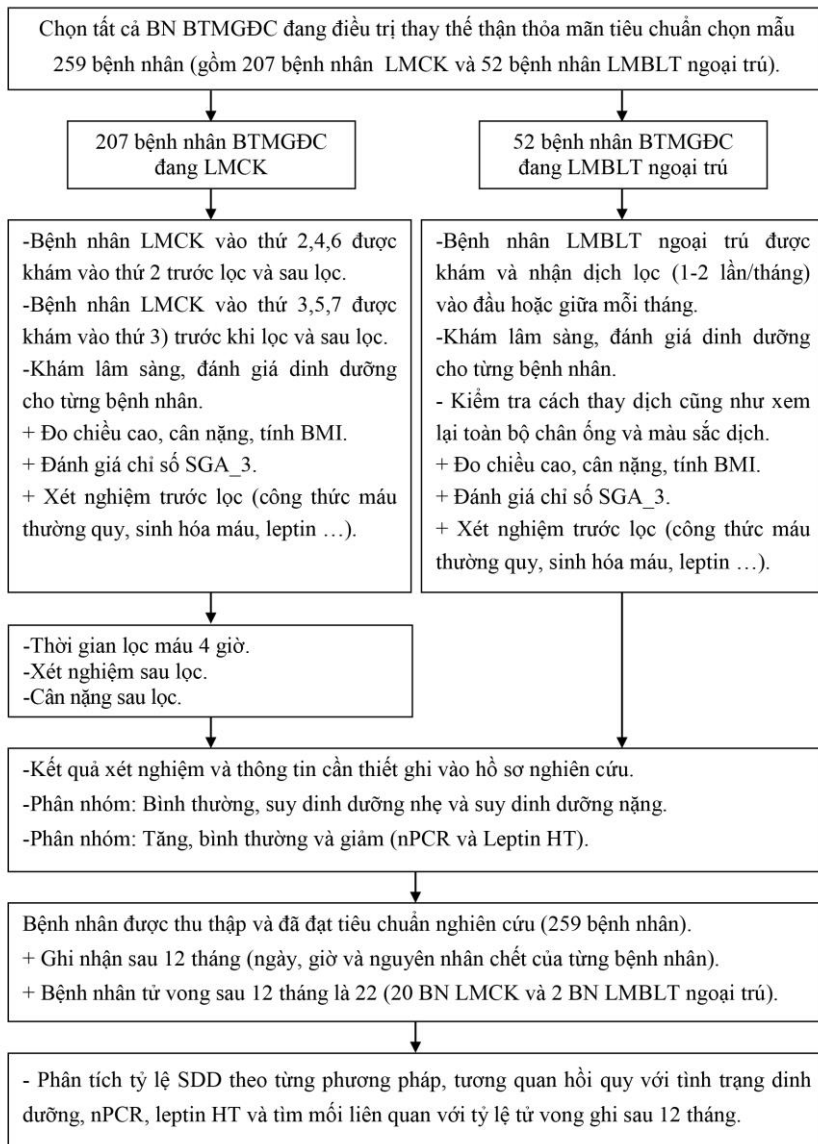 Chọn tất cả BN BTMGĐC đang điều trị thay thế thận thỏa mãn tiêu chuẩn chọn mẫu
259 bệnh nhân (gồm 207 bệnh nhân LMCK và 52 bệnh nhân LMBLT ngoại trú).
207 bệnh nhân BTMGĐC
đang LMCK
52 bệnh nhân BTMGĐC
đang LMBLT ngoại trú
-Bệnh nhân LMCK vào thứ 2,4,6 được
khám vào thứ 2 trước lọc và sau lọc.
-Bệnh nhân LMCK vào thứ 3,5,7 được
khám vào thứ 3) trước khi lọc và sau lọc.
-Khám lâm sàng, đánh giá dinh dưỡng
cho từng bệnh nhân.
+ Đo chiều cao, cân nặng, tính BMI.
+ Đánh giá chỉ số SGA_3.
+ Xét nghiệm trước lọc (công thức máu
thường quy, sinh hóa máu, leptin …).
-Bệnh nhân LMBLT ngoại trú được
khám và nhận dịch lọc (1-2 lần/tháng)
vào đầu hoặc giữa mỗi tháng.
-Khám lâm sàng, đánh giá dinh dưỡng
cho từng bệnh nhân.
- Kiểm tra cách thay dịch cũng như xem
lại toàn bộ chân ống và màu sắc dịch.
+ Đo chiều cao, cân nặng, tính BMI.
+ Đánh giá chỉ số SGA_3.
+ Xét nghiệm trước lọc (công thức máu
thường quy, sinh hóa máu, leptin …).
-Thời gian lọc máu 4 giờ.
-Xét nghiệm sau lọc.
-Cân nặng sau lọc.
-Kết quả xét nghiệm và thông tin cần thiết ghi vào hồ sơ nghiên cứu.
-Phân nhóm: Bình thường, suy dinh dưỡng nhẹ và suy dinh dưỡng nặng.
-Phân nhóm: Tăng, bình thường và giảm (nPCR và Leptin HT).
Bệnh nhân được thu thập và đã đạt tiêu chuẩn nghiên cứu (259 bệnh nhân).
+ Ghi nhận sau 12 tháng (ngày, giờ và nguyên nhân chết của từng bệnh nhân).
+ Bệnh nhân tử vong sau 12 tháng là 22 (20 BN LMCK và 2 BN LMBLT ngoại trú).
- Phân tích tỷ lệ SDD theo từng phương pháp, tương quan hồi quy với tình trạng dinh
dưỡng, nPCR, leptin HT và tìm mối liên quan với tỷ lệ tử vong ghi sau 12 tháng.